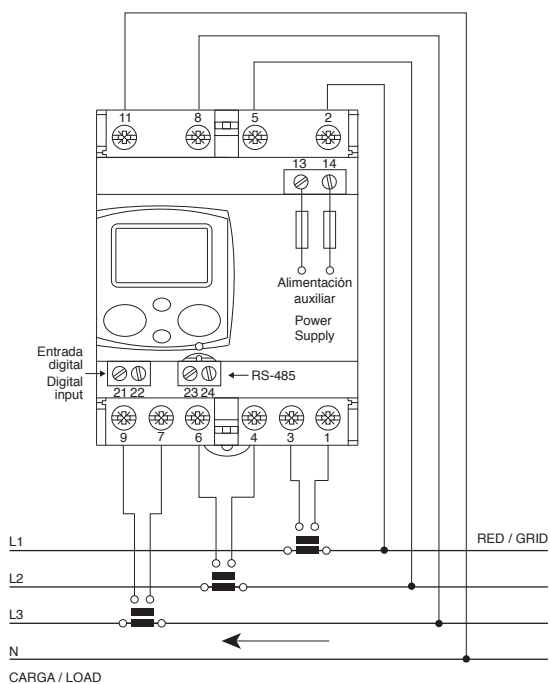 11 8 5 2
13 14
Alimentación
auxiliar
Power
Supply
Entrada
digital
Digital
input
RS-485
21 22 23 24
9 7 6 4 3 1
L1
RED / GRID
L2
L3
N
CARGA / LOAD